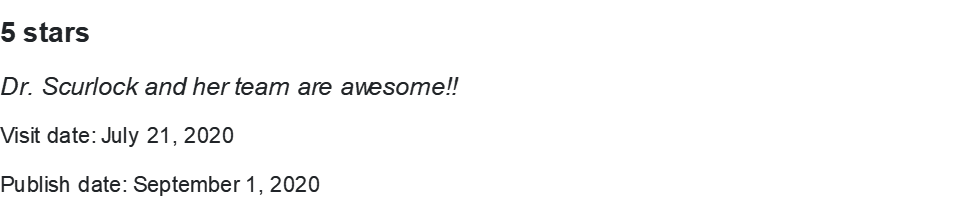 5 stars
Dr. Scurlock and her team are awesome!!
Visit date: July 21, 2020
Publish date: September 1, 2020